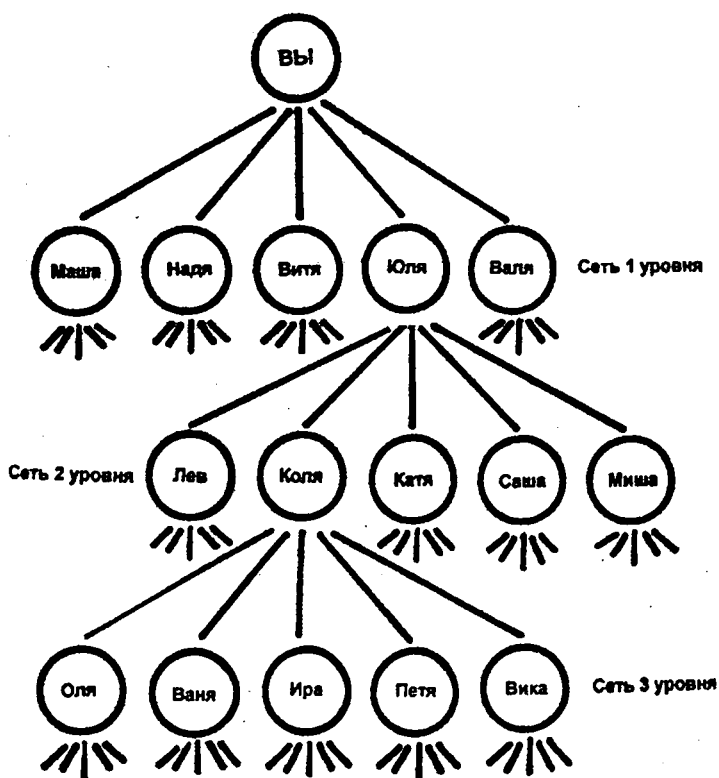 ВЫ
Маша Надя Витя Юля Валя Сеть 1 уровня
Сеть 2 уровня Лев Коля Катя Саша Миша
Оля Ваня Ира Петя Вика Сеть 3 уровня